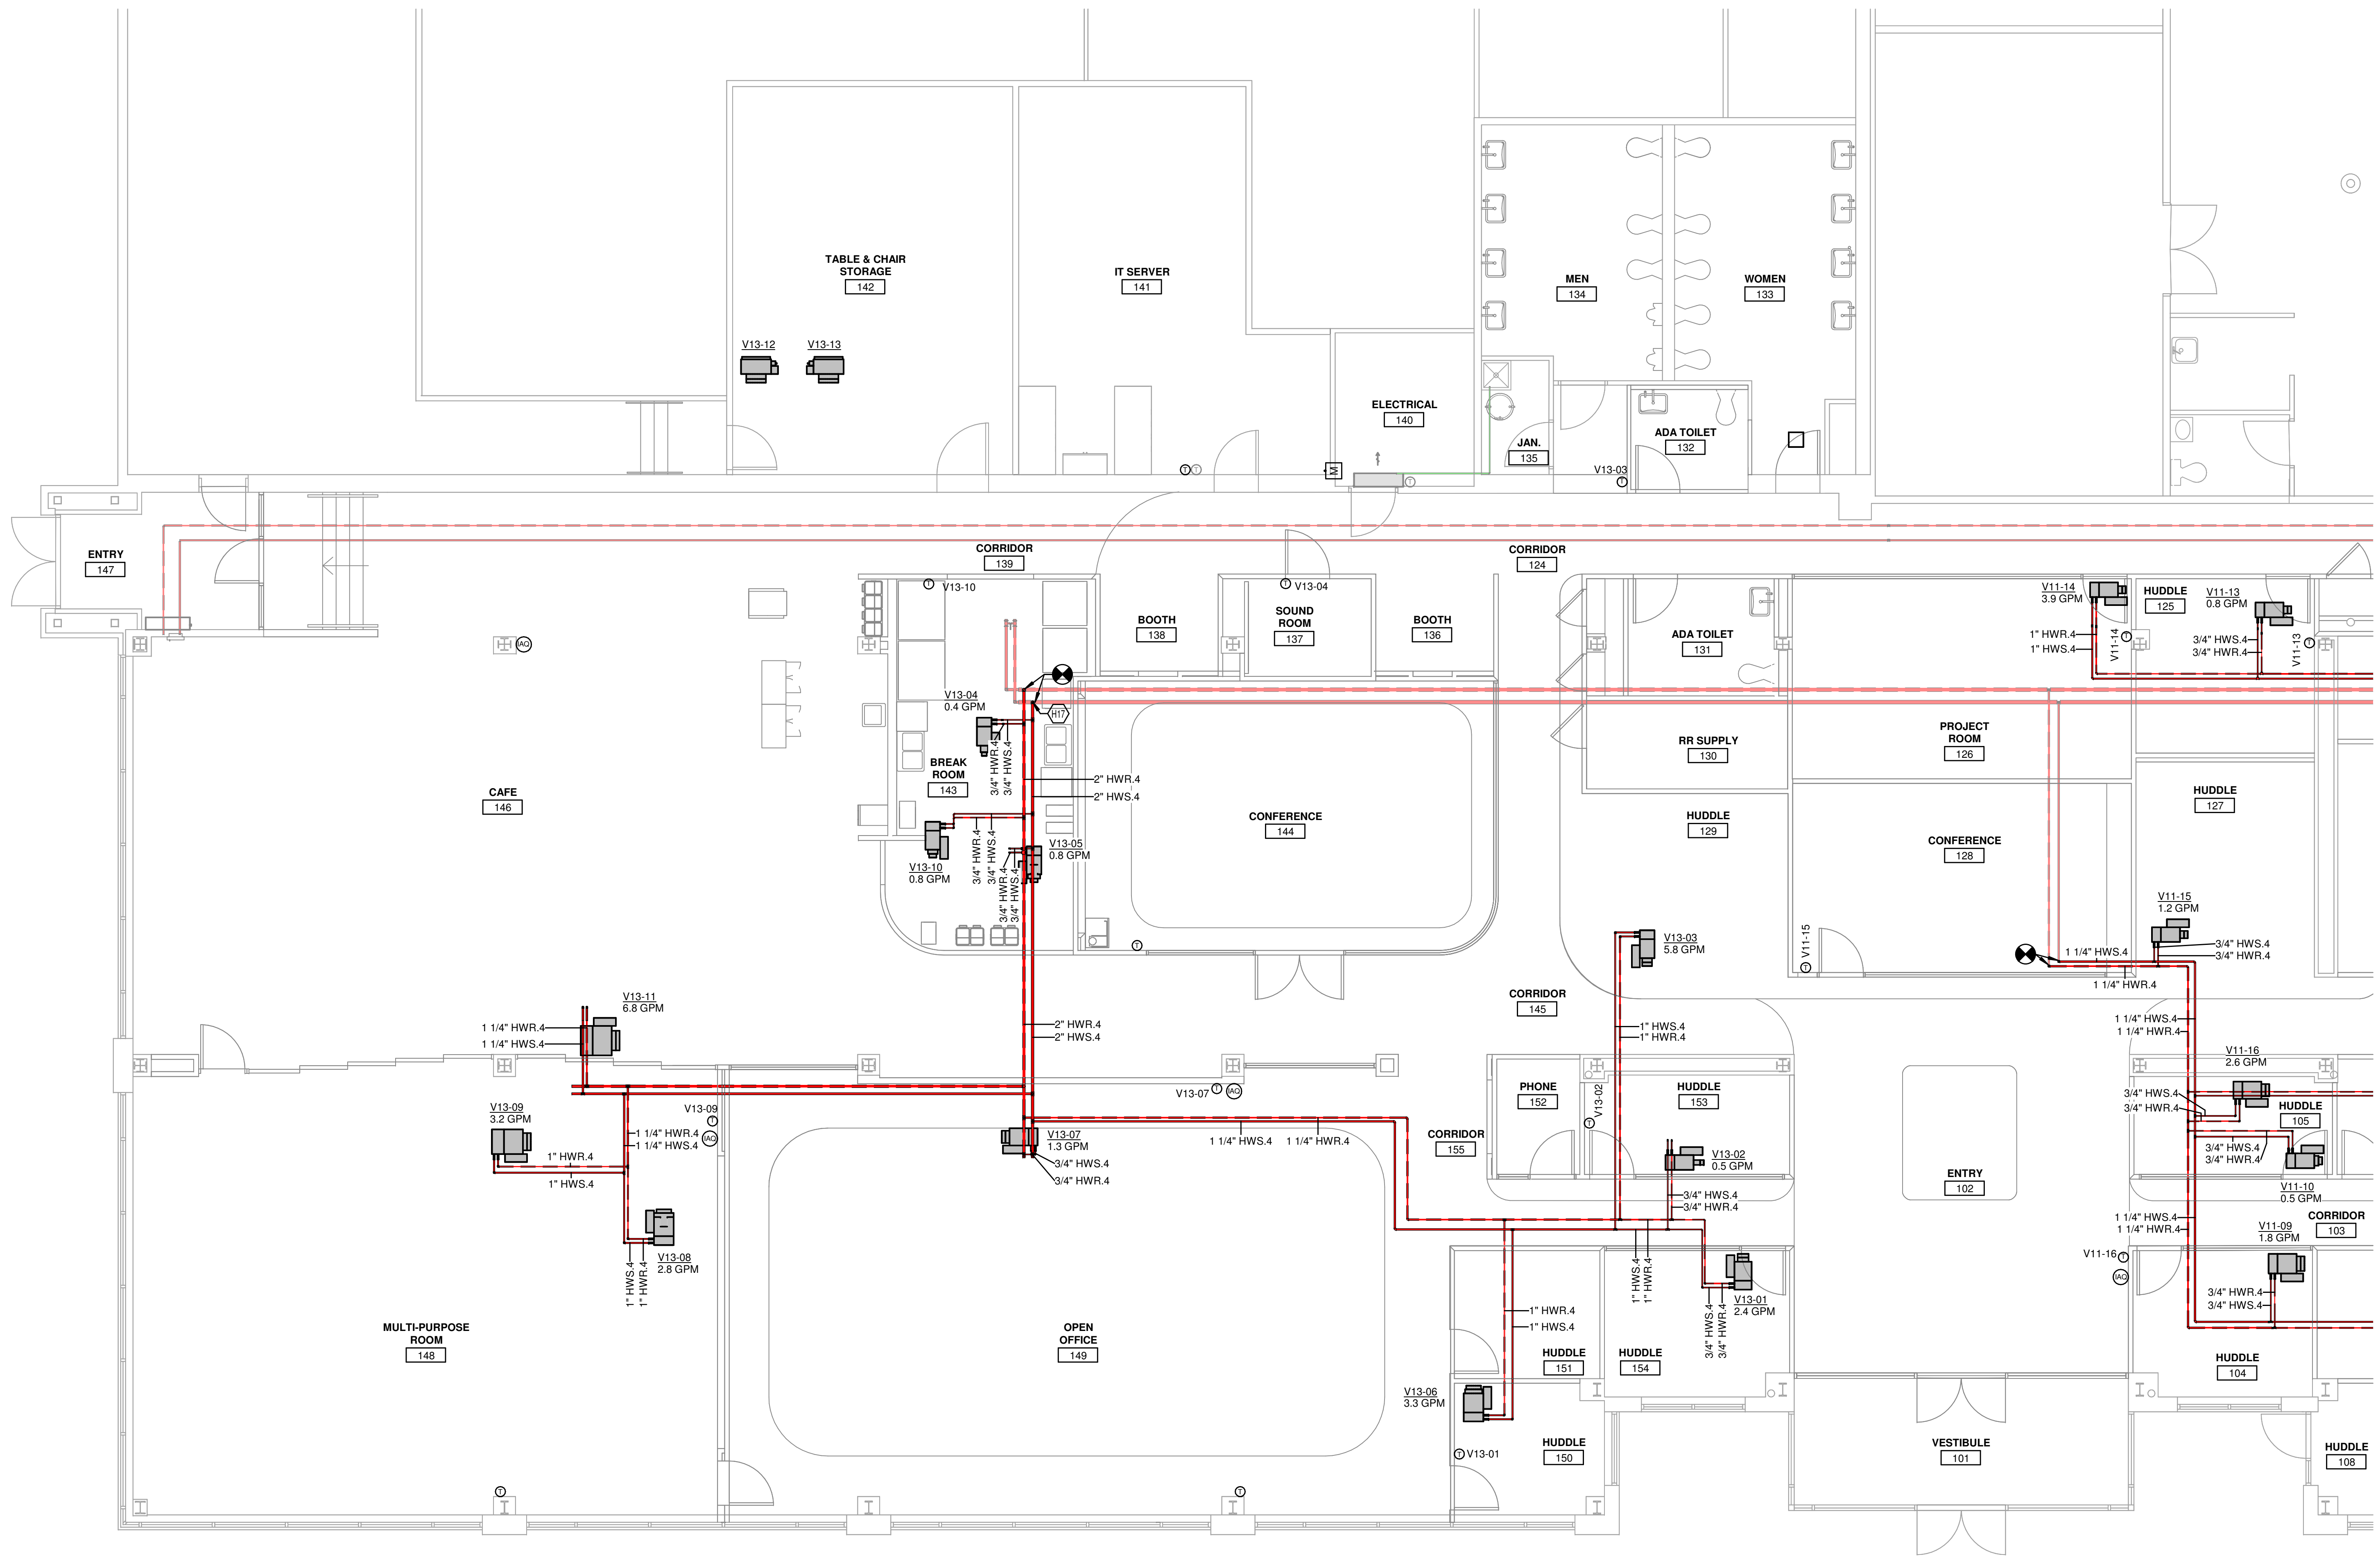 TABLE & CHAIR
STORAGE
142
IT SERVER
141
MEN
134
WOMEN
133
V13-12
V13-13
ELECTRICAL
140
JAN.
135
ADA TOILET
132
V13-03
T
T
T
T
M
ENTRY
147
CORRIDOR
139
CORRIDOR
124
T
V13-10
T
V13-04
BOOTH
138
SOUND
ROOM
137
BOOTH
136
ADA TOILET
131
V11-14
3.9 GPM
HUDDLE
125
V11-13
0.8 GPM
1" HWR.4
1" HWS.4
V11-14
T
3/4" HWS.4
3/4" HWR.4
V11-13
T
IAQ
V13-04
0.4 GPM
H17
3/4" HWR.4
3/4" HWS.4
BREAK
ROOM
143
2" HWR.4
2" HWS.4
CAFE
146
CONFERENCE
144
RR SUPPLY
130
PROJECT
ROOM
126
HUDDLE
129
HUDDLE
127
CONFERENCE
128
V13-10
0.8 GPM
3/4" HWR.4
3/4" HWS.4
V13-05
0.8 GPM
3/4" HWR.4
3/4" HWS.4
T
V13-03
5.8 GPM
V11-15
T
V11-15
1.2 GPM
1 1/4" HWS.4
3/4" HWS.4
3/4" HWR.4
1 1/4" HWR.4
V13-11
6.8 GPM
1 1/4" HWR.4
1 1/4" HWS.4
2" HWR.4
2" HWS.4
CORRIDOR
145
1" HWS.4
1" HWR.4
1 1/4" HWS.4
1 1/4" HWR.4
V11-16
2.6 GPM
3/4" HWS.4
3/4" HWR.4
HUDDLE
105
3/4" HWS.4
3/4" HWR.4
V11-10
0.5 GPM
V13-09
3.2 GPM
V13-09
T
IAQ
1 1/4" HWR.4
1 1/4" HWS.4
1" HWR.4
1" HWS.4
V13-07
T
IAQ
V13-07
1.3 GPM
3/4" HWS.4
3/4" HWR.4
1 1/4" HWS.4
1 1/4" HWR.4
CORRIDOR
155
PHONE
152
V13-02
T
HUDDLE
153
V13-02
0.5 GPM
3/4" HWS.4
3/4" HWR.4
ENTRY
102
1 1/4" HWS.4
1 1/4" HWR.4
V11-09
1.8 GPM
CORRIDOR
103
V11-16
T
IAQ
3/4" HWR.4
3/4" HWS.4
V13-08
2.8 GPM
1" HWS.4
1" HWR.4
1" HWS.4
1" HWR.4
V13-01
2.4 GPM
3/4" HWS.4
3/4" HWR.4
1" HWR.4
1" HWS.4
MULTI-PURPOSE
ROOM
148
OPEN
OFFICE
149
HUDDLE
151
HUDDLE
154
HUDDLE
104
V13-06
3.3 GPM
T
V13-01
HUDDLE
150
VESTIBULE
101
HUDDLE
108
T
T